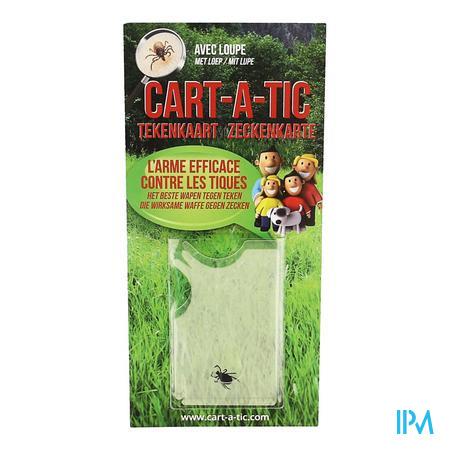 AVEC LOUPE
MET LOEP / MIT LUPE
CART-A-TIC
TEKENKAART ZECKENKARTE
L'ARME EFFICACE
CONTRE LES TIQUES
HET BESTE WAPEN TEGEN TEKEN
DIE WIRKSAME WAFFE GEGEN ZECKEN
www.cart-a-tic.com
IPM